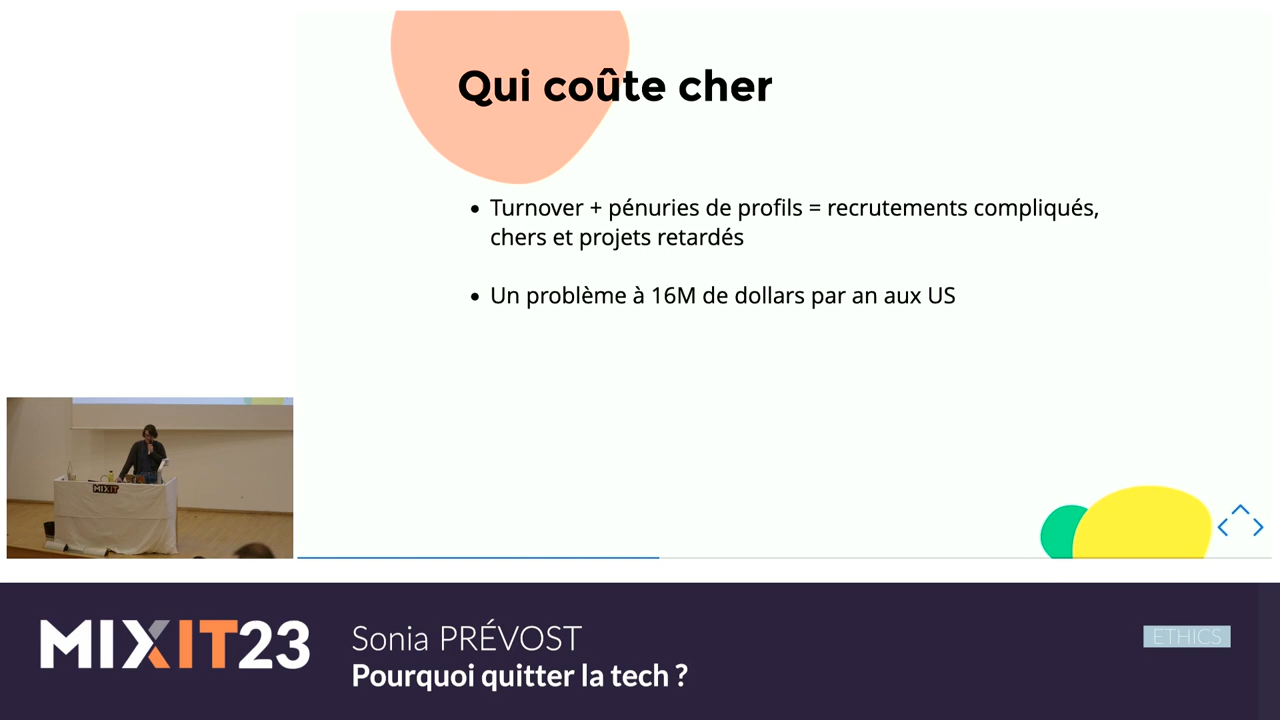 Qui coûte cher
Turnover + pénuries de profils = recrutements compliqués,
chers et projets retardés
Un problème à 16M de dollars par an aux US
MIXIT
MIXIT23
Sonia PRÉVOST
Pourquoi quitter la tech ?
ETHICS